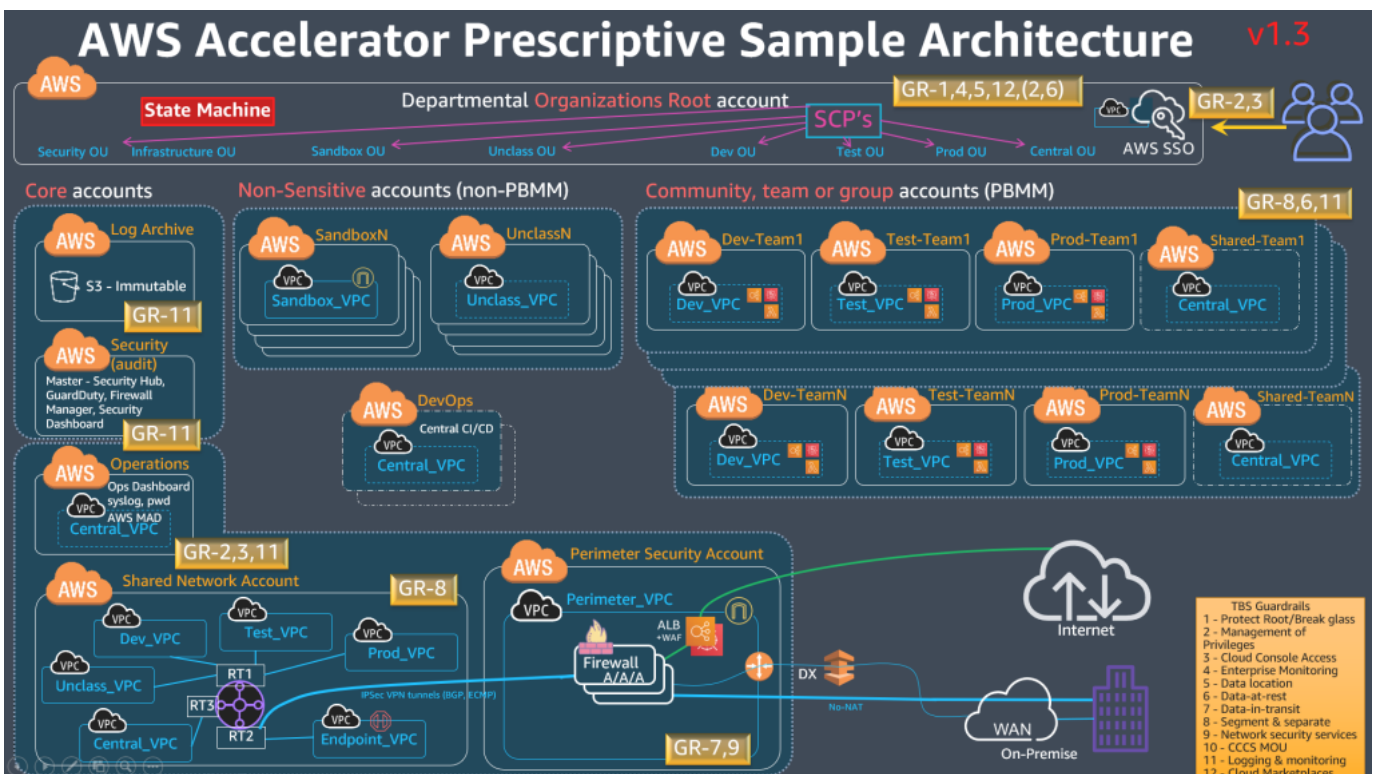 AWS Accelerator Prescriptive Sample Architecture
v1.3
AWS
State Machine
Departmental Organizations Root account
GR-1,4,5,12,(2,6)
SCP's
VPC
AWS SSO
GR-2,3
Security OU
Infrastructure OU
Sandbox OU
Unclass OU
Dev OU
Test OU
Prod OU
Central OU
Core accounts
AWS
Log Archive
S3 - Immutable
GR-11
AWS
Security
(audit)
Master - Security Hub,
GuardDuty, Firewall
Manager, Security
Dashboard
GR-11
AWS
Operations
Ops Dashboard
syslog, pwd
AWS MAD
VPC
Central_VPC
GR-2,3,11
Non-Sensitive accounts (non-PBMM)
AWS
SandboxN
VPC
Sandbox_VPC
AWS
UnclassN
VPC
Unclass_VPC
AWS
DevOps
Central CI/CD
VPC
Central_VPC
Community, team or group accounts (PBMM)
GR-8,6,11
AWS
Dev-Team1
VPC
Dev_VPC
AWS
Test-Team1
VPC
Test_VPC
AWS
Prod-Team1
VPC
Prod_VPC
AWS
Shared-Team1
VPC
Central_VPC
AWS
Dev-TeamN
VPC
Dev_VPC
AWS
Test-TeamN
VPC
Test_VPC
AWS
Prod-TeamN
VPC
Prod_VPC
AWS
Shared-TeamN
VPC
Central_VPC
AWS
Shared Network Account
GR-8
VPC
Dev_VPC
VPC
Test_VPC
VPC
Prod_VPC
VPC
Unclass_VPC
RT1
RT3
RT2
VPC
Central_VPC
VPC
Endpoint_VPC
IPSec VPN tunnels (BGP, ECMP)
AWS
Perimeter Security Account
VPC
Perimeter_VPC
ALB
+WAF
Firewall
A/A/A
GR-7,9
DX
No-NAT
Internet
WAN
On-Premise
TBS Guardrails
1 - Protect Root/Break glass
2 - Management of
Privileges
3 - Cloud Console Access
4 - Enterprise Monitoring
5 - Data location
6 - Data-at-rest
7 - Data-in-transit
8 - Segment & separate
9 - Network security services
10 - CCCS MOU
11 - Logging & monitoring
12 - Cloud Marketplaces